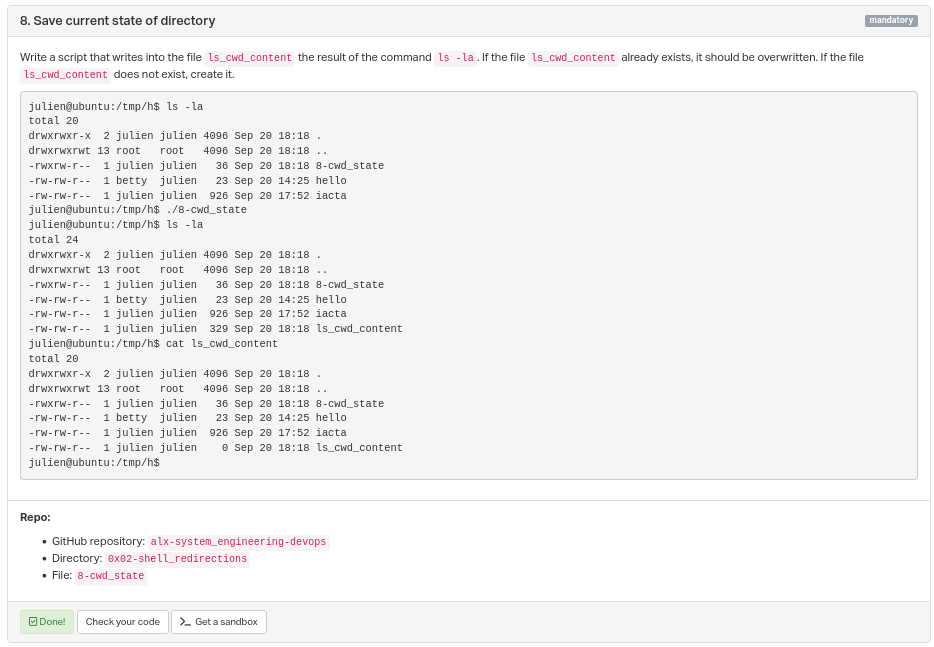 8. Save current state of directory
mandatory
Write a script that writes into the file ls_cwd_content the result of the command ls -la . If the file ls_cwd_content already exists, it should be overwritten. If the file
ls_cwd_content does not exist, create it.
julien@ubuntu:/tmp/h$ ls -la
total 20
drwxrwxr-x  2 julien julien 4096 Sep 20 18:18 .
drwxrwxrwt 13 root   root   4096 Sep 20 18:18 ..
-rwxrw-r--  1 julien julien   36 Sep 20 18:18 8-cwd_state
-rw-rw-r--  1 betty  julien   23 Sep 20 14:25 hello
-rw-rw-r--  1 julien julien  926 Sep 20 17:52 iacta
julien@ubuntu:/tmp/h$ ./8-cwd_state
julien@ubuntu:/tmp/h$ ls -la
total 24
drwxrwxr-x  2 julien julien 4096 Sep 20 18:18 .
drwxrwxrwt 13 root   root   4096 Sep 20 18:18 ..
-rwxrw-r--  1 julien julien   36 Sep 20 18:18 8-cwd_state
-rw-rw-r--  1 betty  julien   23 Sep 20 14:25 hello
-rw-rw-r--  1 julien julien  926 Sep 20 17:52 iacta
-rw-rw-r--  1 julien julien  329 Sep 20 18:18 ls_cwd_content
julien@ubuntu:/tmp/h$ cat ls_cwd_content
total 20
drwxrwxr-x  2 julien julien 4096 Sep 20 18:18 .
drwxrwxrwt 13 root   root   4096 Sep 20 18:18 ..
-rwxrw-r--  1 julien julien   36 Sep 20 18:18 8-cwd_state
-rw-rw-r--  1 betty  julien   23 Sep 20 14:25 hello
-rw-rw-r--  1 julien julien  926 Sep 20 17:52 iacta
-rw-rw-r--  1 julien julien    0 Sep 20 18:18 ls_cwd_content
julien@ubuntu:/tmp/h$
Repo:
• GitHub repository: alx-system_engineering-devops
• Directory: 0x02-shell_redirections
• File: 8-cwd_state
Done!
Check your code
>_ Get a sandbox